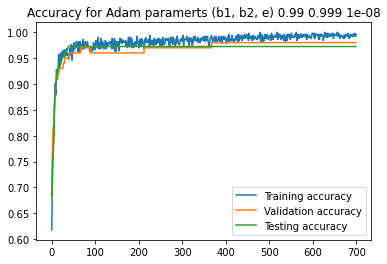 Accuracy for Adam paramerts (b1, b2, e) 0.99 0.999 1e-08
1.00
0.95
0.90
0.85
0.80
0.75
0.70
0.65
0.60
0 100 200 300 400 500 600 700
Training accuracy
Validation accuracy
Testing accuracy